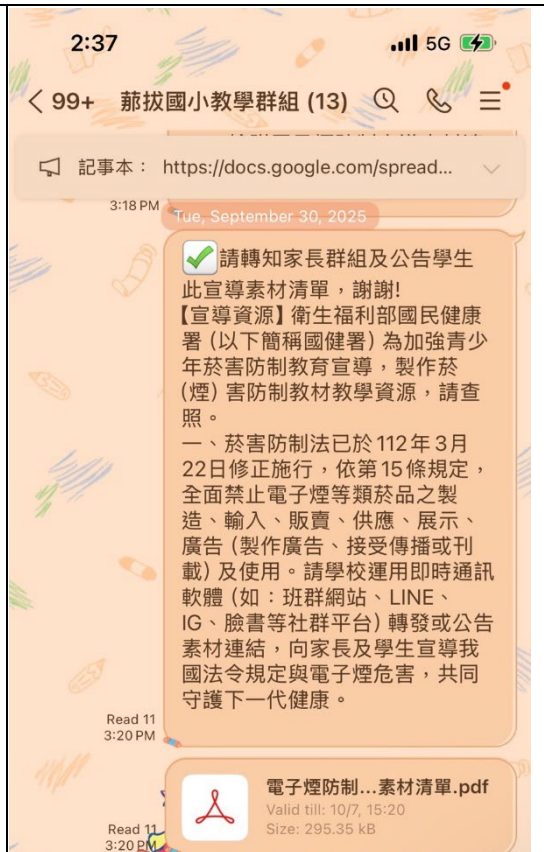 2:37
5G
99+ 蔴拔國小教學群組 (13)
記事本： https://docs.google.com/spread...
3:18 PM
Tue, September 30, 2025
請轉知家長群組及公告學生
此宣導素材清單，謝謝!
【宣導資源】衛生福利部國民健康
署 (以下簡稱國健署) 為加強青少
年菸害防制教育宣導，製作菸
(煙) 害防制教材教學資源，請查
照。
一、菸害防制法已於112年3月
22日修正施行，依第15條規定，
全面禁止電子煙等類菸品之製
造、輸入、販賣、供應、展示、
廣告 (製作廣告、接受傳播或刊
載) 及使用。請學校運用即時通訊
軟體 (如：班群網站、LINE、
IG、臉書等社群平台) 轉發或公告
素材連結，向家長及學生宣導我
國法令規定與電子煙危害，共同
守護下一代健康。
Read 11
3:20 PM
電子煙防制...素材清單.pdf
Valid till: 10/7, 15:20
Size: 295.35 kB
Read 11
3:20 PM